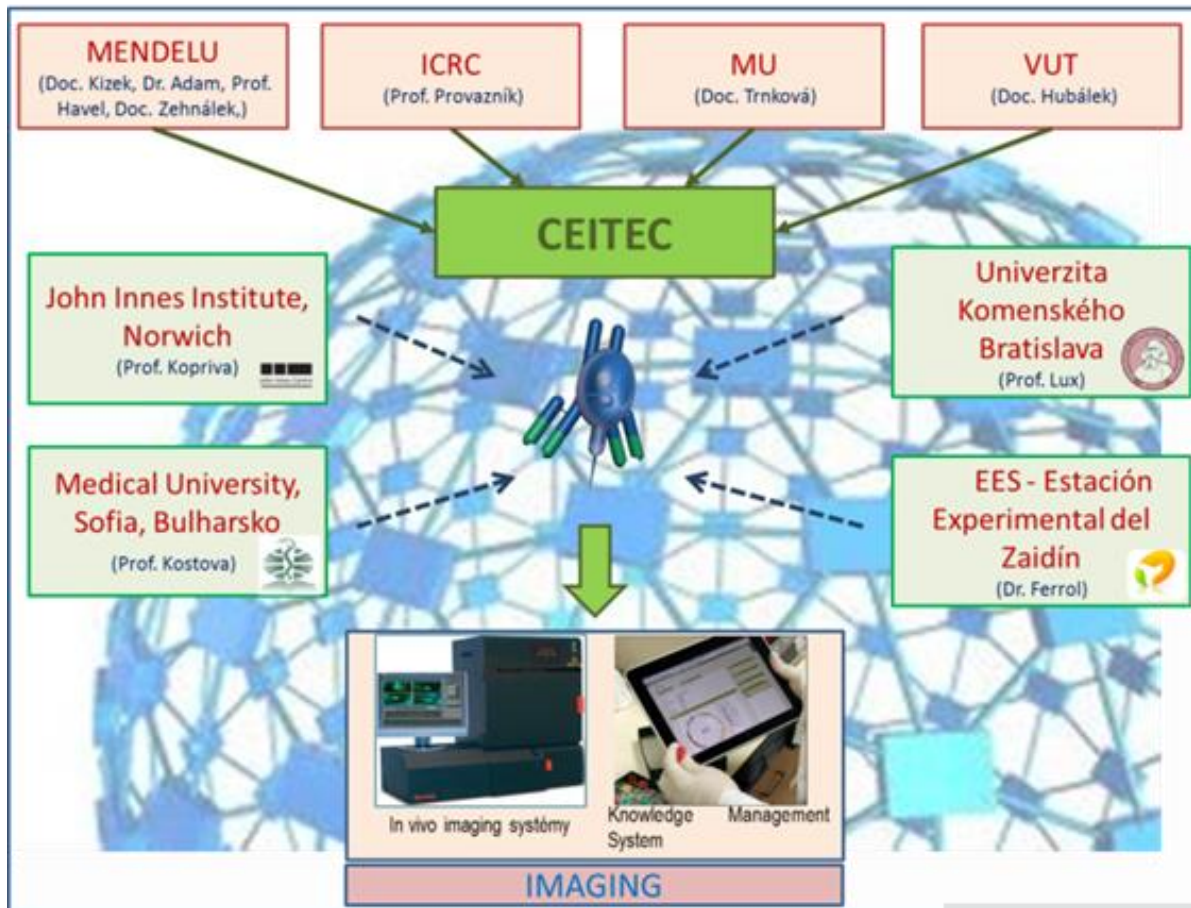 MENDELU
(Doc. Kizek, Dr. Adam, Prof.
Havel, Doc. Zehnálek,)
ICRC
(Prof. Provazník)
MU
(Doc. Trnková)
VUT
(Doc. Hubálek)
CEITEC
John Innes Institute,
Norwich
(Prof. Kopriva)
Univerzita
Komenského
Bratislava
(Prof. Lux)
Medical University,
Sofia, Bulharsko
(Prof. Kostova)
EES - Estación
Experimental del
Zaidín
(Dr. Ferrol)
In vivo imaging systémy
Knowledge Management
System
IMAGING